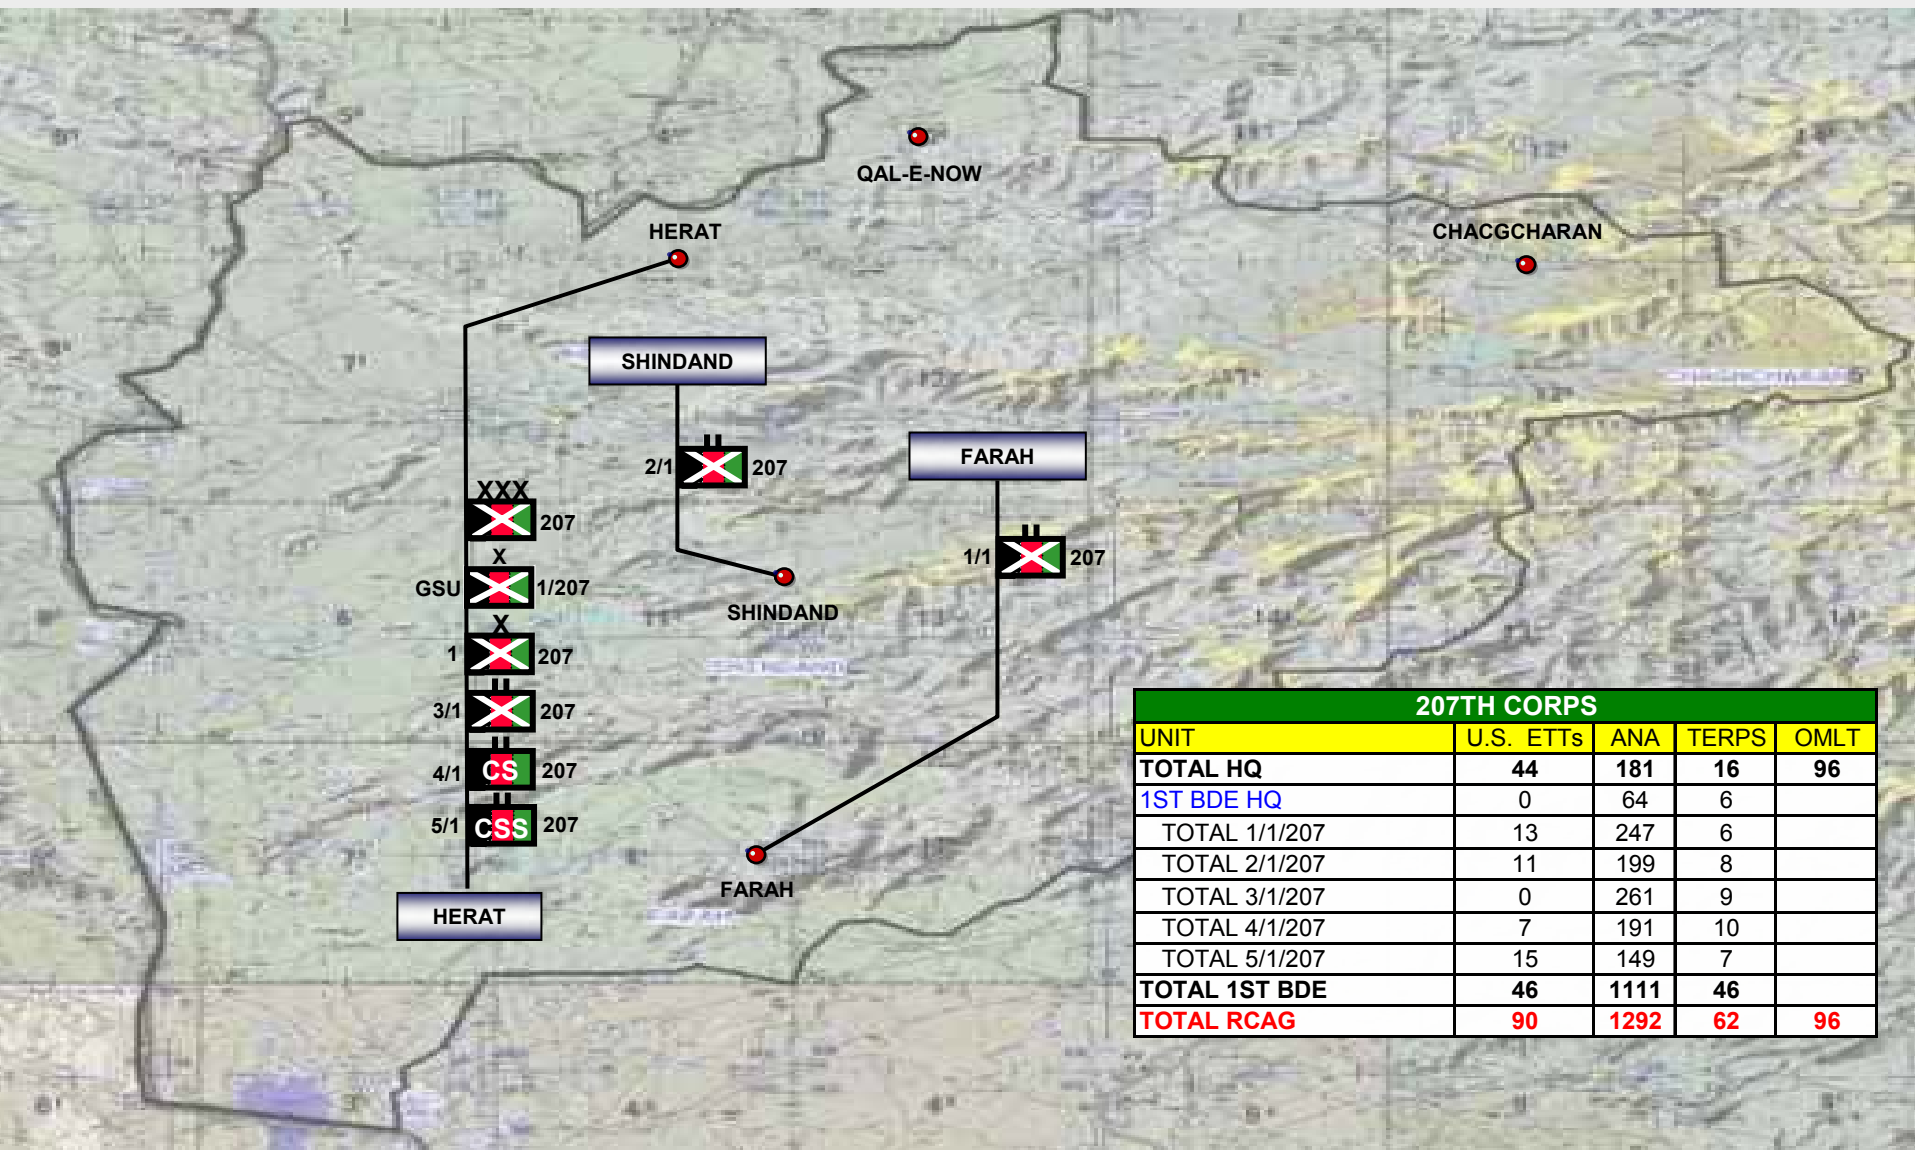 QAL-E-NOW
HERAT
CHACGCHARAN
SHINDAND
FARAH
2/1 207
XXX
207
X
GSU 1/207
1/1 207
SHINDAND
X
1 207
3/1 207
4/1 CS 207
5/1 CSS 207
FARAH
HERAT
207TH CORPS
UNIT U.S. ETTs ANA TERPS OMLT
TOTAL HQ 44 181 16 96
1ST BDE HQ 0 64 6
TOTAL 1/1/207 13 247 6
TOTAL 2/1/207 11 199 8
TOTAL 3/1/207 0 261 9
TOTAL 4/1/207 7 191 10
TOTAL 5/1/207 15 149 7
TOTAL 1ST BDE 46 1111 46
TOTAL RCAG 90 1292 62 96